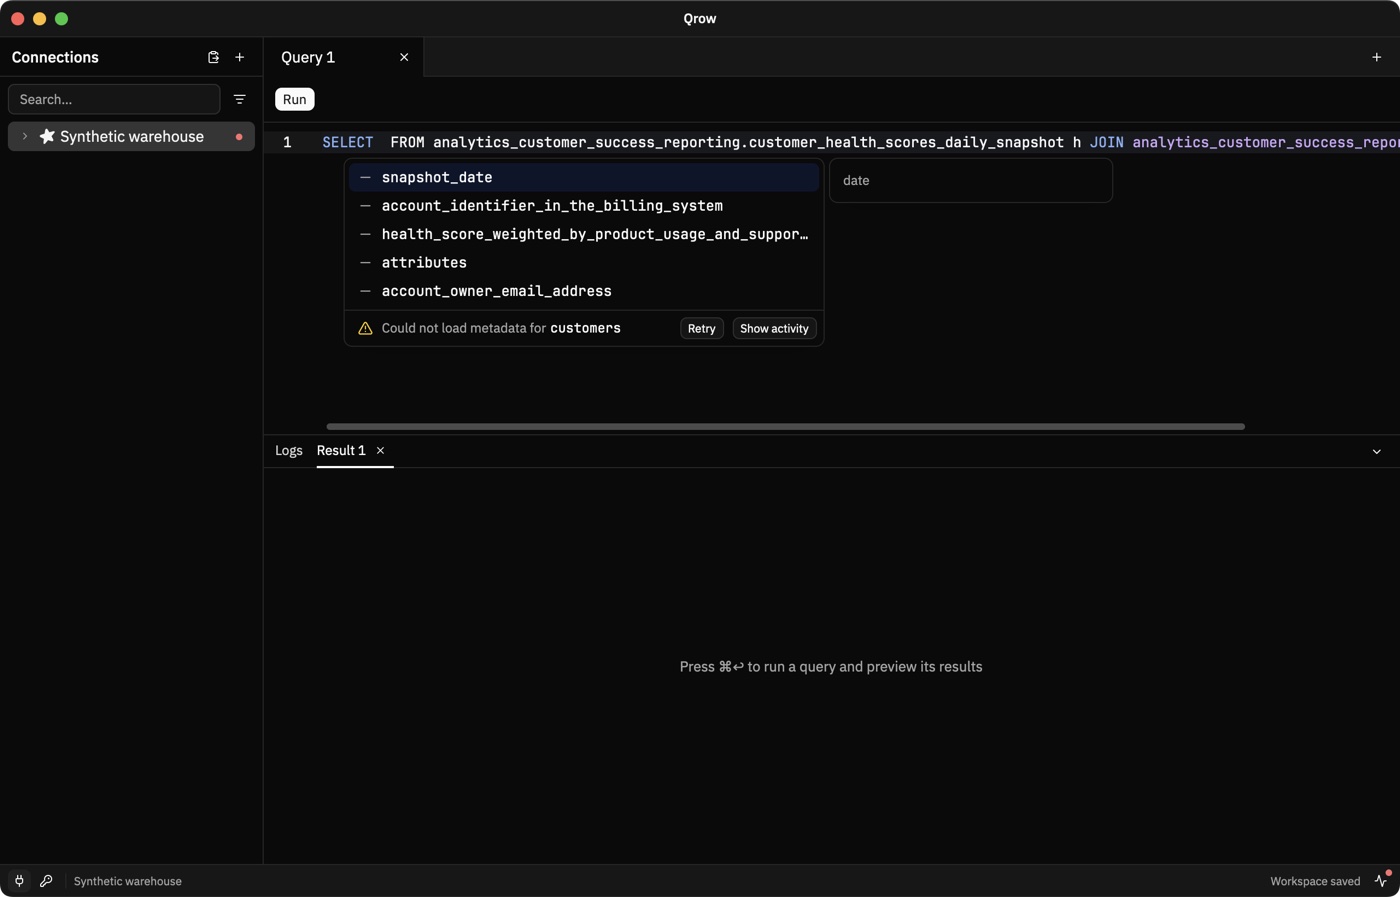 Qrow
Connections
Query 1
Search...
Run
Synthetic warehouse
1 SELECT FROM analytics_customer_success_reporting.customer_health_scores_daily_snapshot h JOIN analytics_customer_success_repor
snapshot_date
date
account_identifier_in_the_billing_system
health_score_weighted_by_product_usage_and_suppor…
attributes
account_owner_email_address
Could not load metadata for customers
Retry
Show activity
Logs
Result 1
Press ⌘↩ to run a query and preview its results
Synthetic warehouse
Workspace saved